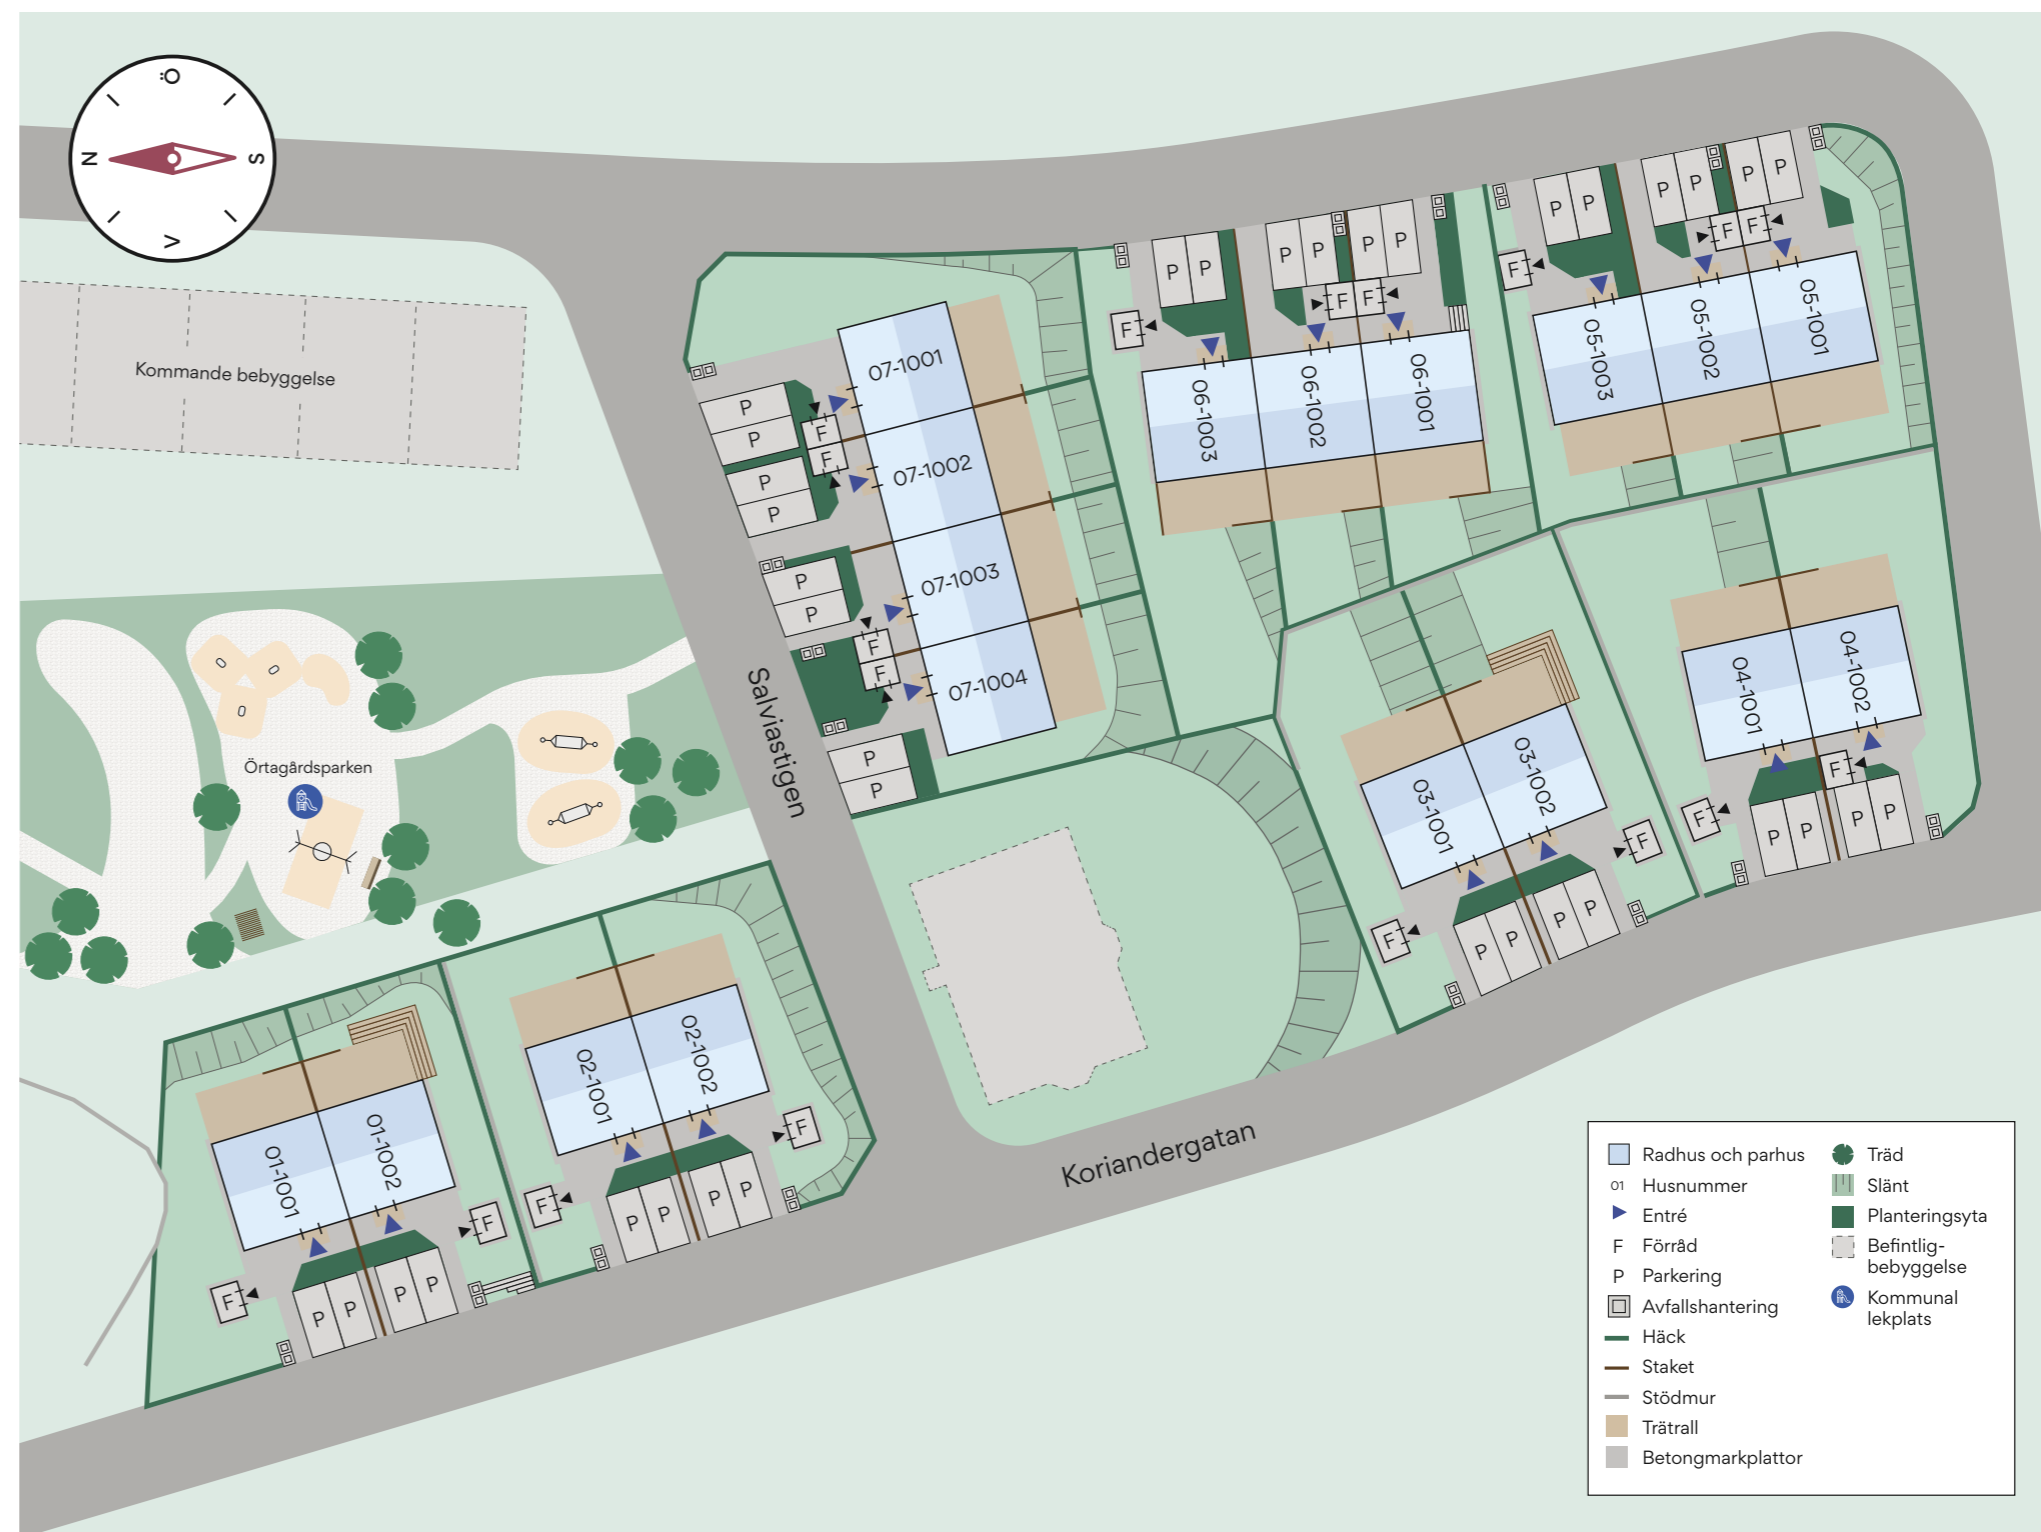 Ö
N
S
V
Kommande bebyggelse
Örtagårdsparken
Salviastigen
Koriandergatan
P P
P P
P P
P P
P P
P P
F
F F
F
F F
05-1003
05-1002
05-1001
06-1003
06-1002
06-1001
07-1001
07-1002
07-1003
07-1004
P
P
P
P
P
P
P
P
F
F
F
F
04-1001
04-1002
F
F
P P
P P
03-1001
03-1002
F
F
P P
P P
02-1001
02-1002
F
F
P P
P P
01-1001
01-1002
F
F
P P
P P
Radhus och parhus
01 Husnummer
Entré
F Förråd
P Parkering
Avfallshantering
Häck
Staket
Stödmur
Trätrall
Betongmarkplattor
Träd
Slänt
Planteringsyta
Befintlig-
bebyggelse
Kommunal
lekplats